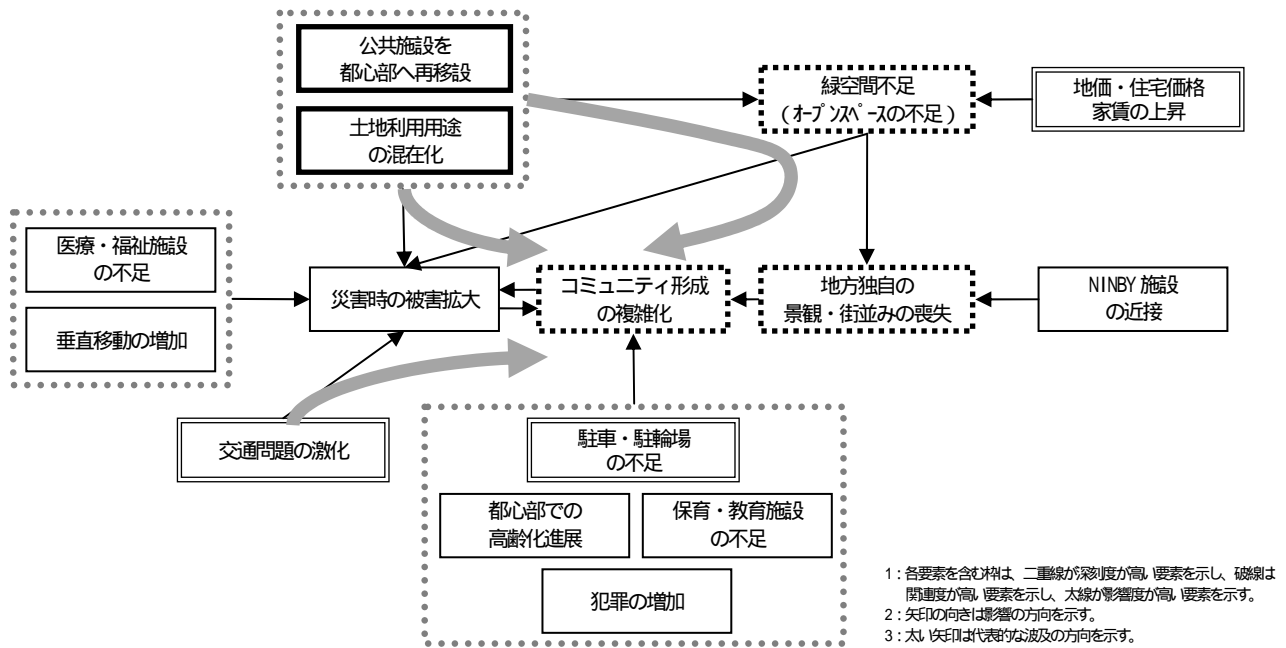 公共施設を
都心部へ再移設
土地利用用途
の混在化
緑空間不足
(オープンスペースの不足)
地価・住宅価格
家賃の上昇
医療・福祉施設
の不足
垂直移動の増加
災害時の被害拡大
コミュニティ形成
の複雑化
地方独自の
景観・街並みの喪失
NINBY 施設
の近接
交通問題の激化
駐車・駐輪場
の不足
都心部での
高齢化進展
保育・教育施設
の不足
犯罪の増加
1:各要素を含む枠は、二重線が深刻度が高い要素を示し、破線は
関連度が高い要素を示し、太線が影響度が高い要素を示す。
2:矢印の向きは影響の方向を示す。
3:太い矢印は代表的な波及の方向を示す。